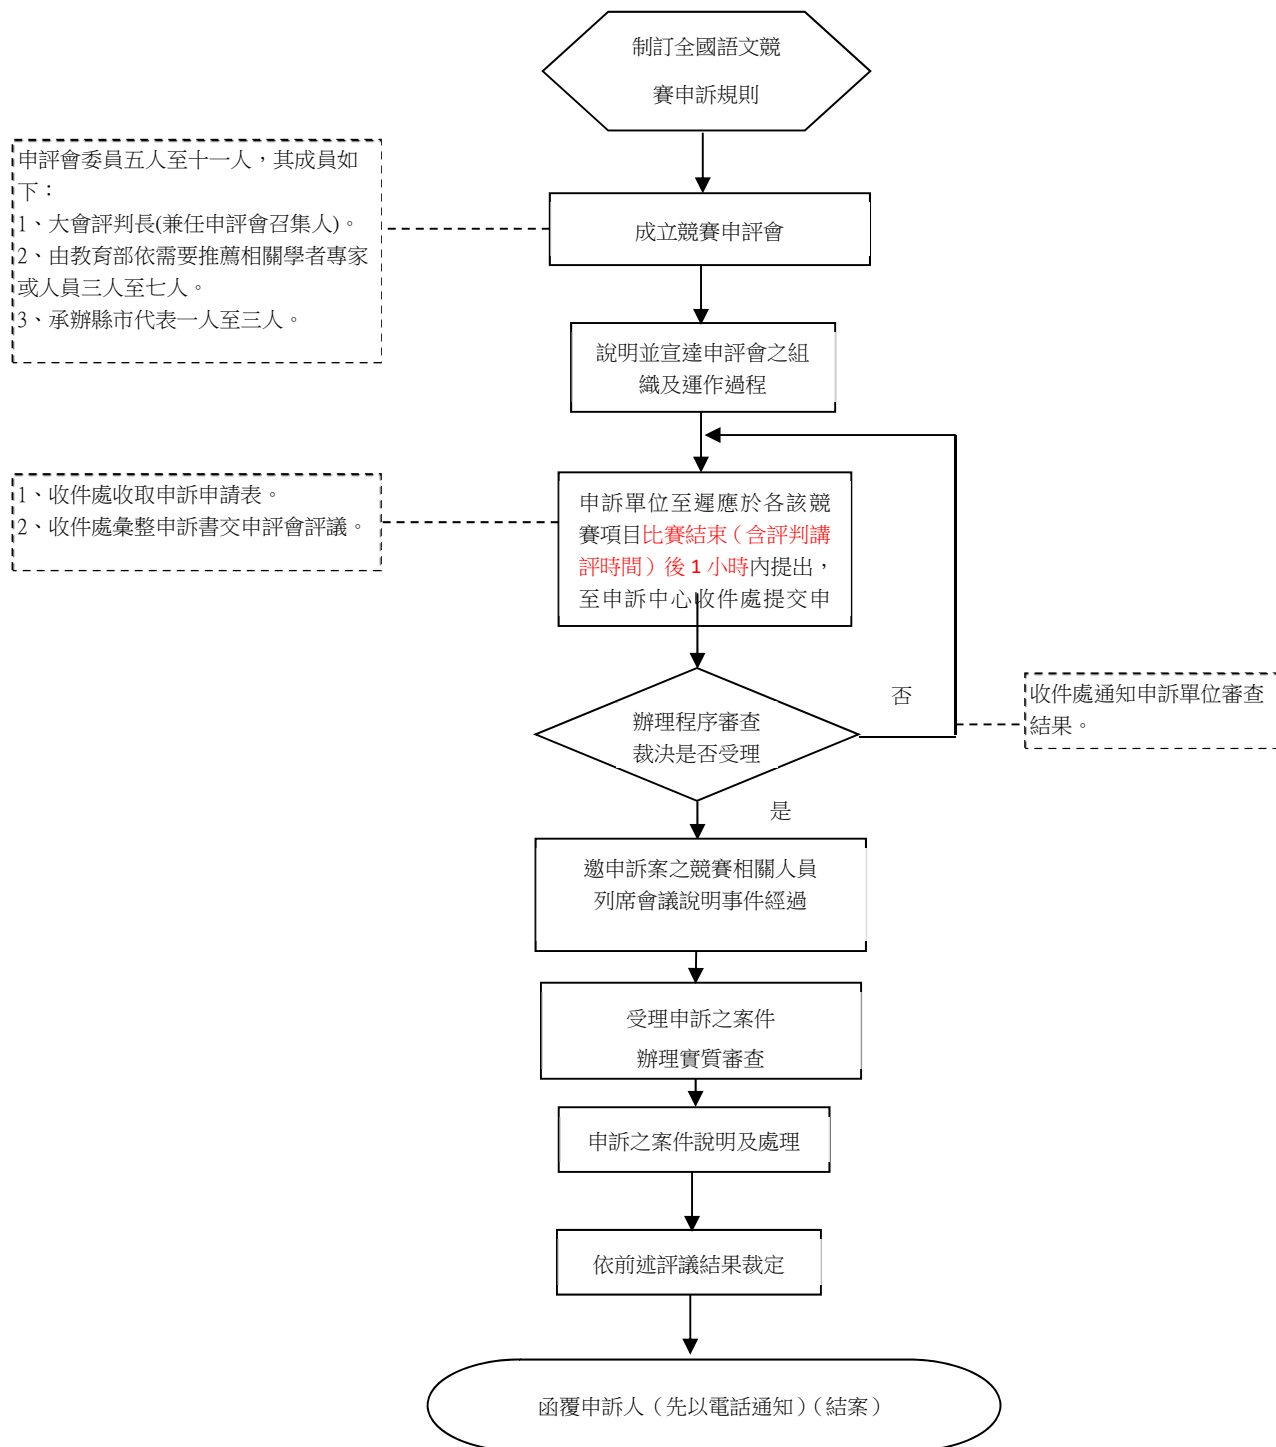 制訂全國語文競
賽申訴規則
申評會委員五人至十一人，其成員如
下：
1、大會評判長(兼任申評會召集人)。
2、由教育部依需要推薦相關學者專家
或人員三人至七人。
3、承辦縣市代表一人至三人。
成立競賽申評會
說明並宣達申評會之組
織及運作過程
1、收件處收取申訴申請表。
2、收件處彙整申訴書交申評會評議。
申訴單位至遲應於各該競
賽項目比賽結束（含評判講
評時間）後 1 小時內提出，
至申訴中心收件處提交申
辦理程序審查
裁決是否受理
否
收件處通知申訴單位審查
結果。
是
邀申訴案之競賽相關人員
列席會議說明事件經過
受理申訴之案件
辦理實質審查
申訴之案件說明及處理
依前述評議結果裁定
函覆申訴人（先以電話通知）（結案）